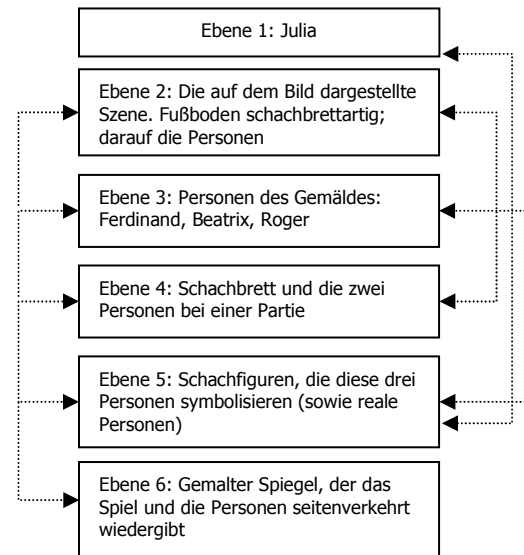 Ebene 1: Julia
Ebene 2: Die auf dem Bild dargestellte
Szene. Fußboden schachbrettartig;
darauf die Personen
Ebene 3: Personen des Gemäldes:
Ferdinand, Beatrix, Roger
Ebene 4: Schachbrett und die zwei
Personen bei einer Partie
Ebene 5: Schachfiguren, die diese drei
Personen symbolisieren (sowie reale
Personen)
Ebene 6: Gemalter Spiegel, der das
Spiel und die Personen seitenverkehrt
wiedergibt